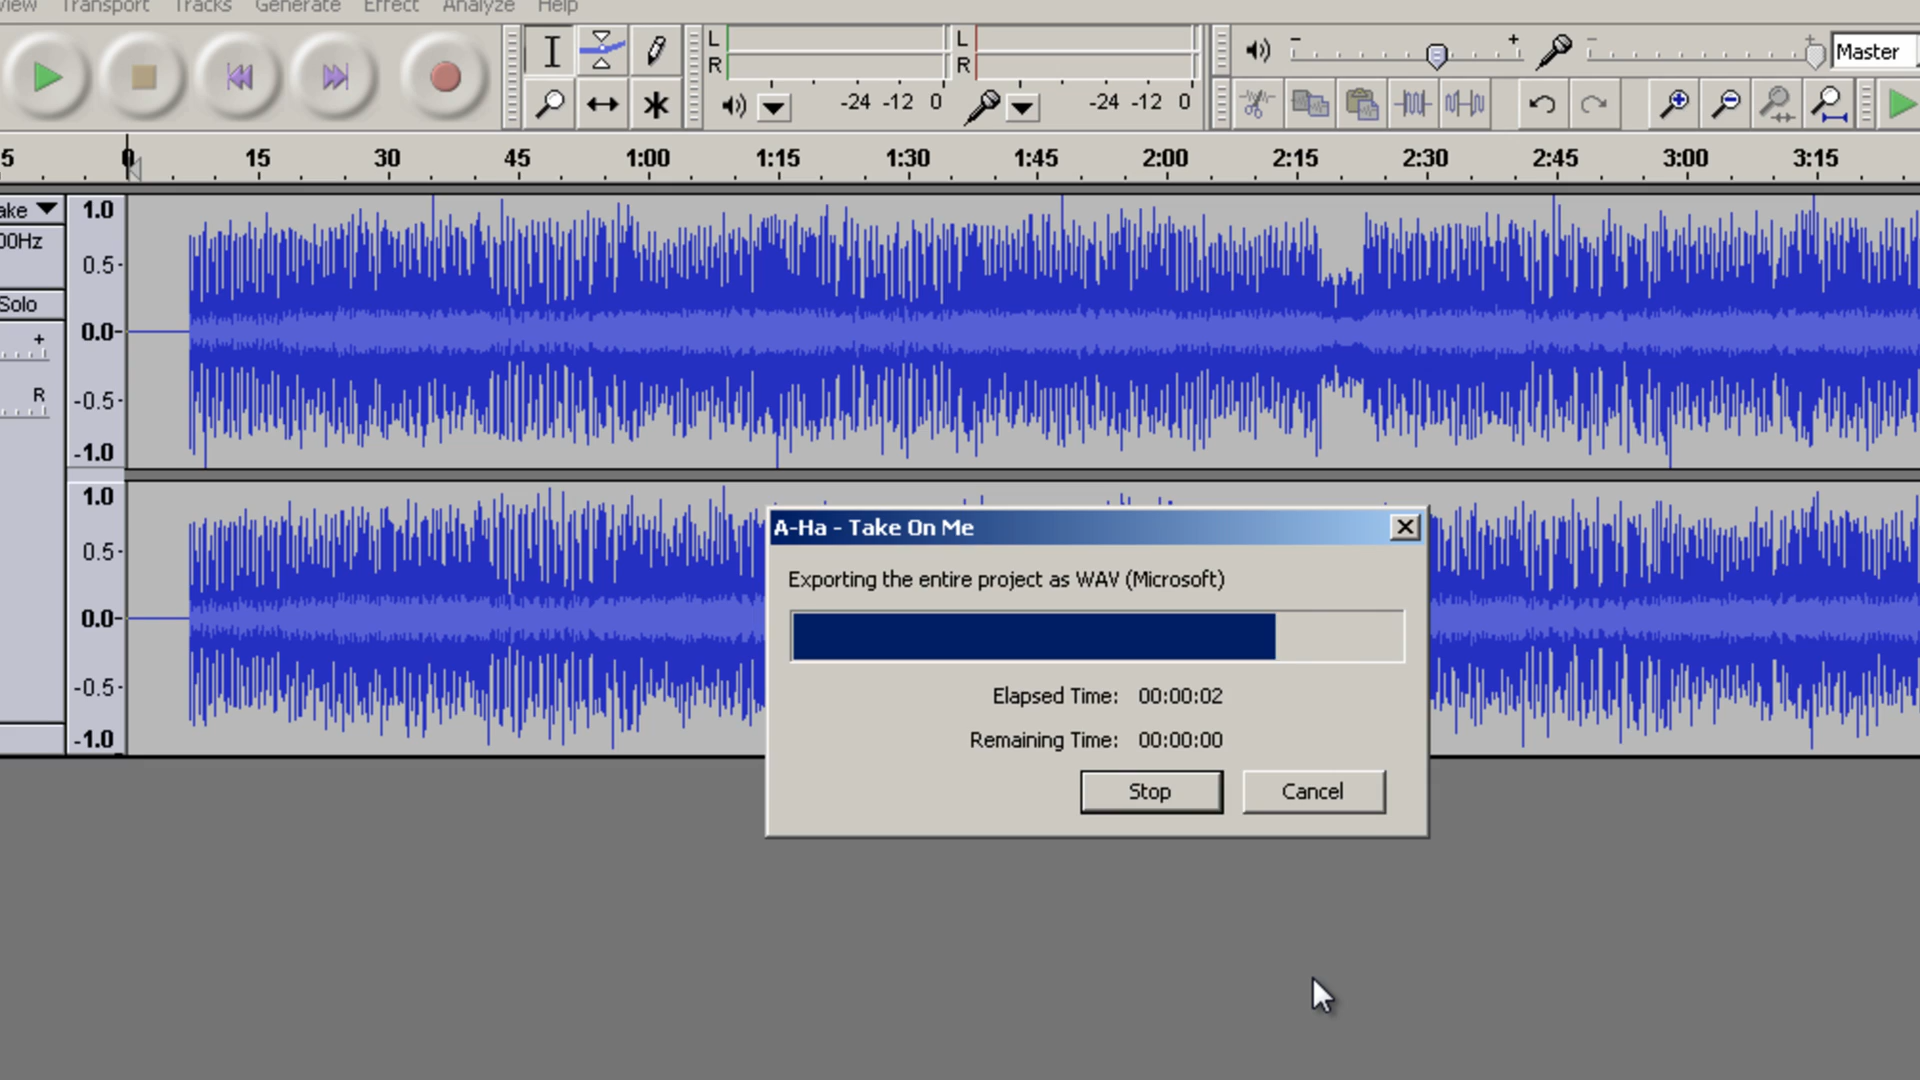 View Transport Tracks Generate Effect Analyze Help
L
R
-24 -12 0
L
R
-24 -12 0
- +
- +
Master
5 0 15 30 45 1:00 1:15 1:30 1:45 2:00 2:15 2:30 2:45 3:00 3:15
ake
00Hz
Solo
+
R
1.0
0.5-
0.0-
-0.5-
-1.0
1.0
0.5-
0.0-
-0.5-
-1.0
A-Ha - Take On Me
Exporting the entire project as WAV (Microsoft)
Elapsed Time: 00:00:02
Remaining Time: 00:00:00
Stop Cancel